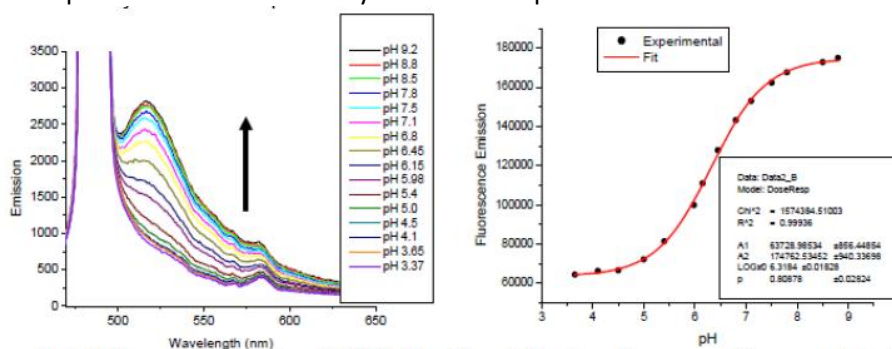 3500
3000
2500
2000
1500
1000
500
0
Emission
500
550
600
650
Wavelength (nm)
pH 9.2
pH 8.8
pH 8.5
pH 7.8
pH 7.5
pH 7.1
pH 6.8
pH 6.45
pH 6.15
pH 5.98
pH 5.4
pH 5.0
pH 4.5
pH 4.1
pH 3.65
pH 3.37
180000
160000
140000
120000
100000
80000
60000
Fluorescence Emission
3 4 5 6 7 8 9
pH
Experimental
Fit
Data: Data2_B
Model: DoseResp
Chi^2 = 1574384.51003
R^2 = 0.99936
A1 63728.98534 ±856.44854
A2 174762.53452 ±940.33698
LOGx0 6.3184 ±0.01828
p 0.80878 ±0.02624